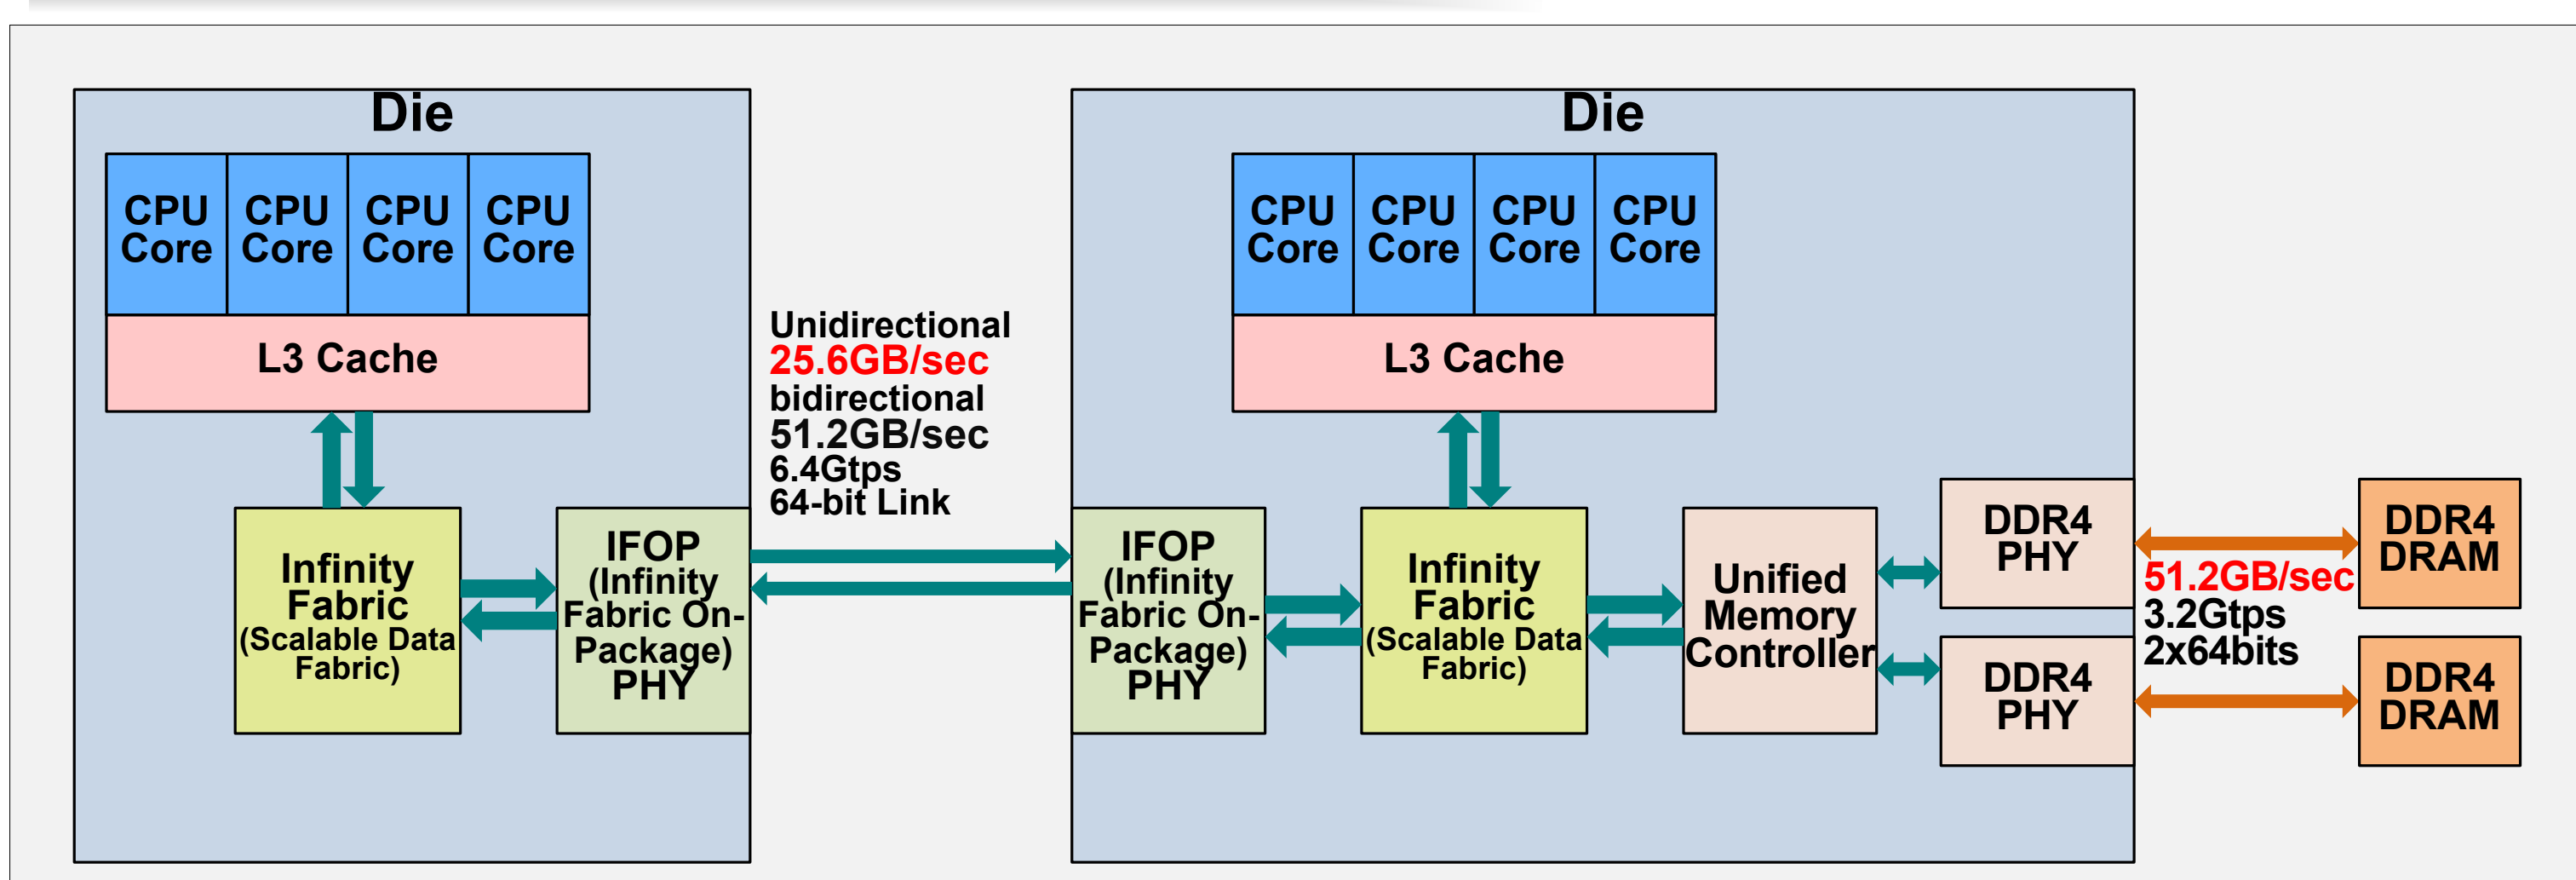 Die
CPU
Core
CPU
Core
CPU
Core
CPU
Core
L3 Cache
Infinity
Fabric
(Scalable Data
Fabric)
IFOP
(Infinity
Fabric On-
Package)
PHY
Unidirectional
25.6GB/sec
bidirectional
51.2GB/sec
6.4Gtps
64-bit Link
Die
CPU
Core
CPU
Core
CPU
Core
CPU
Core
L3 Cache
IFOP
(Infinity
Fabric On-
Package)
PHY
Infinity
Fabric
(Scalable Data
Fabric)
Unified
Memory
Controller
DDR4
PHY
DDR4
PHY
51.2GB/sec
3.2Gtps
2x64bits
DDR4
DRAM
DDR4
DRAM